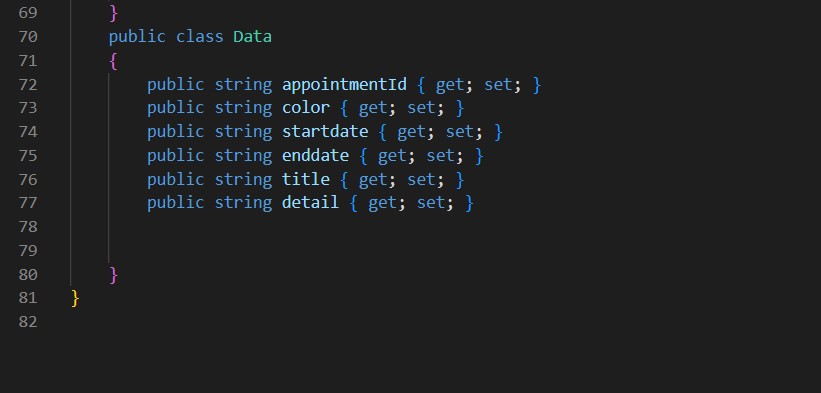 69 }
70 public class Data
71 {
72 public string appointmentId { get; set; }
73 public string color { get; set; }
74 public string startdate { get; set; }
75 public string enddate { get; set; }
76 public string title { get; set; }
77 public string detail { get; set; }
78
79
80 }
81 }
82